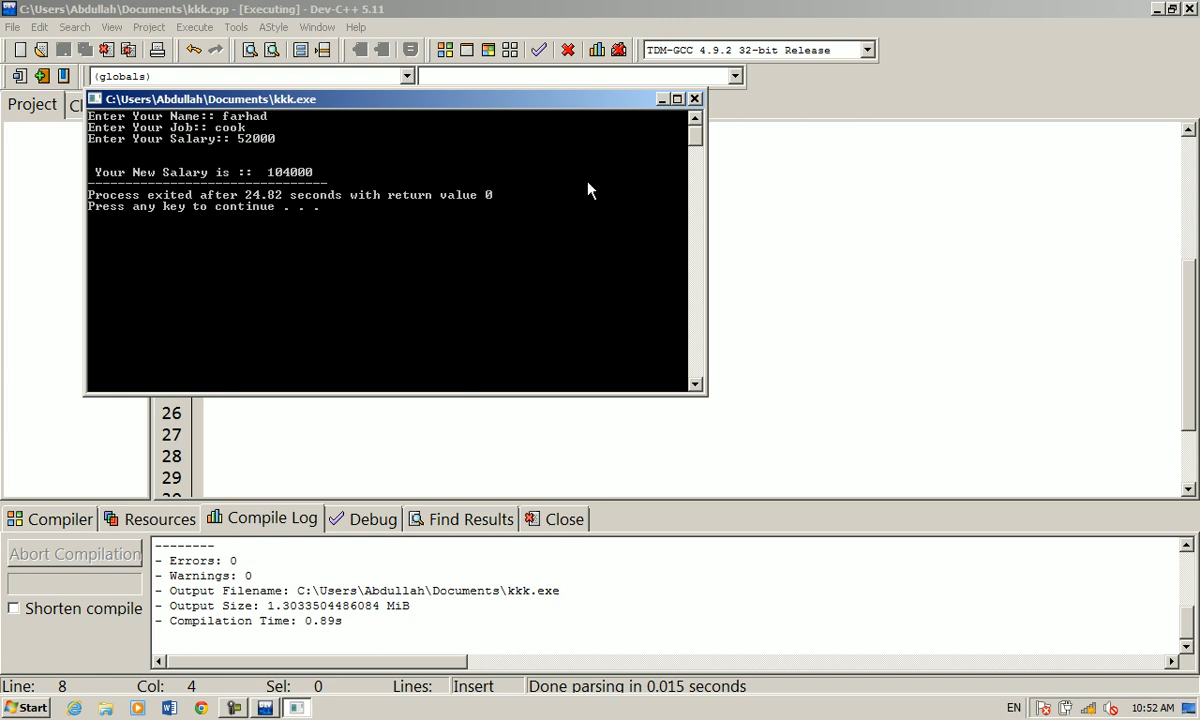 C:\Users\Abdullah\Documents\kkk.cpp - [Executing] - Dev-C++ 5.11
File Edit Search View Project Execute Tools AStyle Window Help
TDM-GCC 4.9.2 32-bit Release
(globals)
Project
C:\Users\Abdullah\Documents\kkk.exe
Enter Your Name:: farhad
Enter Your Job:: cook
Enter Your Salary:: 52000
Your New Salary is :: 104000
--------------------------------
Process exited after 24.82 seconds with return value 0
Press any key to continue . . .
26
27
28
29
Compiler Resources Compile Log Debug Find Results Close
Abort Compilation
Shorten compile
--------
- Errors: 0
- Warnings: 0
- Output Filename: C:\Users\Abdullah\Documents\kkk.exe
- Output Size: 1.3033504486084 MiB
- Compilation Time: 0.89s
Line: 8 Col: 4 Sel: 0 Lines: Insert Done parsing in 0.015 seconds
Start EN 10:52 AM